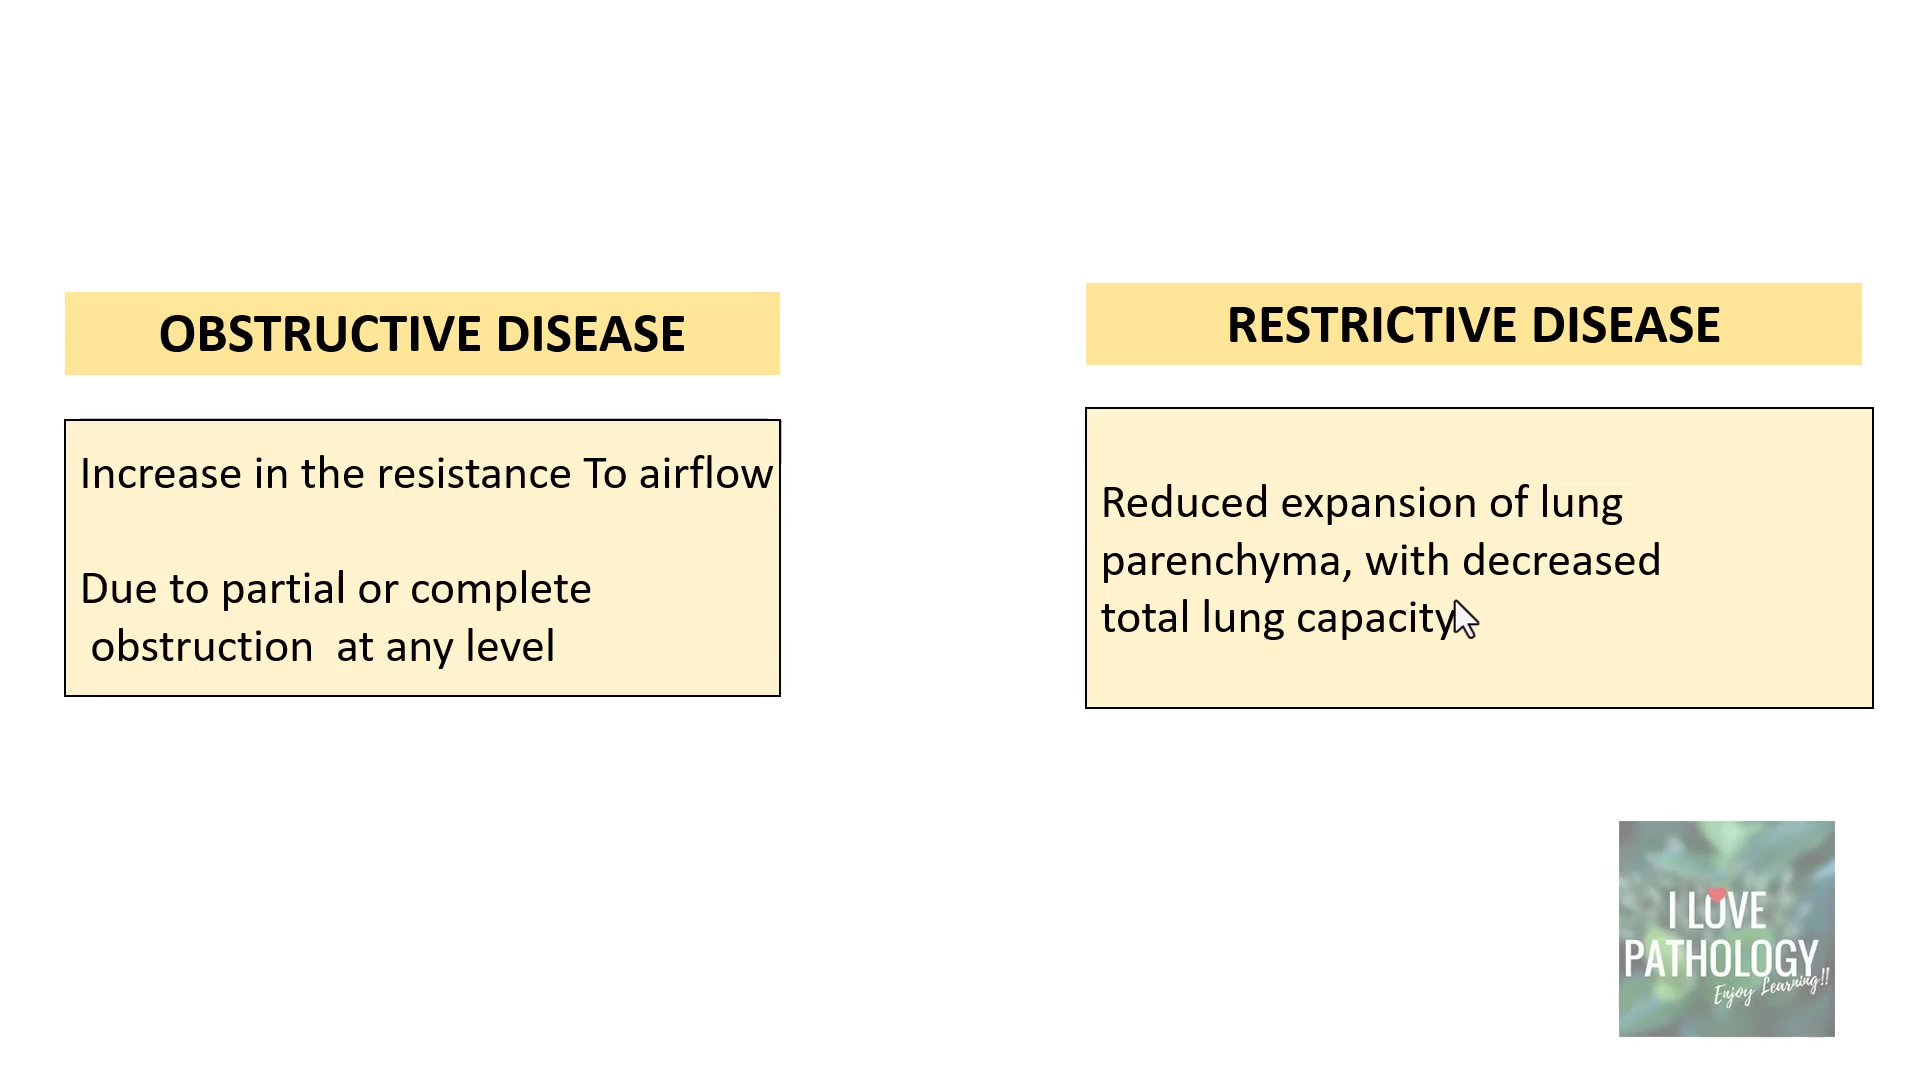 OBSTRUCTIVE DISEASE
Increase in the resistance To airflow
Due to partial or complete
obstruction at any level
RESTRICTIVE DISEASE
Reduced expansion of lung
parenchyma, with decreased
total lung capacity
I LOVE
PATHOLOGY
Enjoy Learning!!